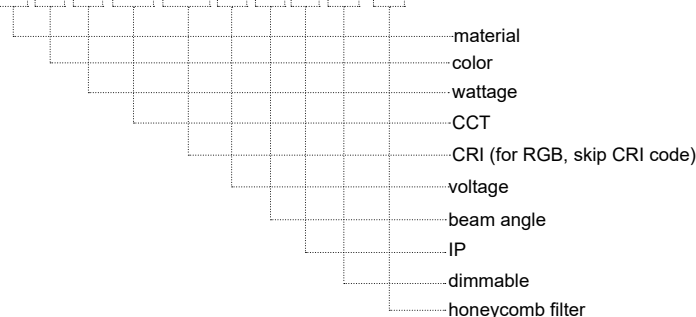 material
color
wattage
CCT
CRI (for RGB, skip CRI code)
voltage
beam angle
IP
dimmable
honeycomb filter